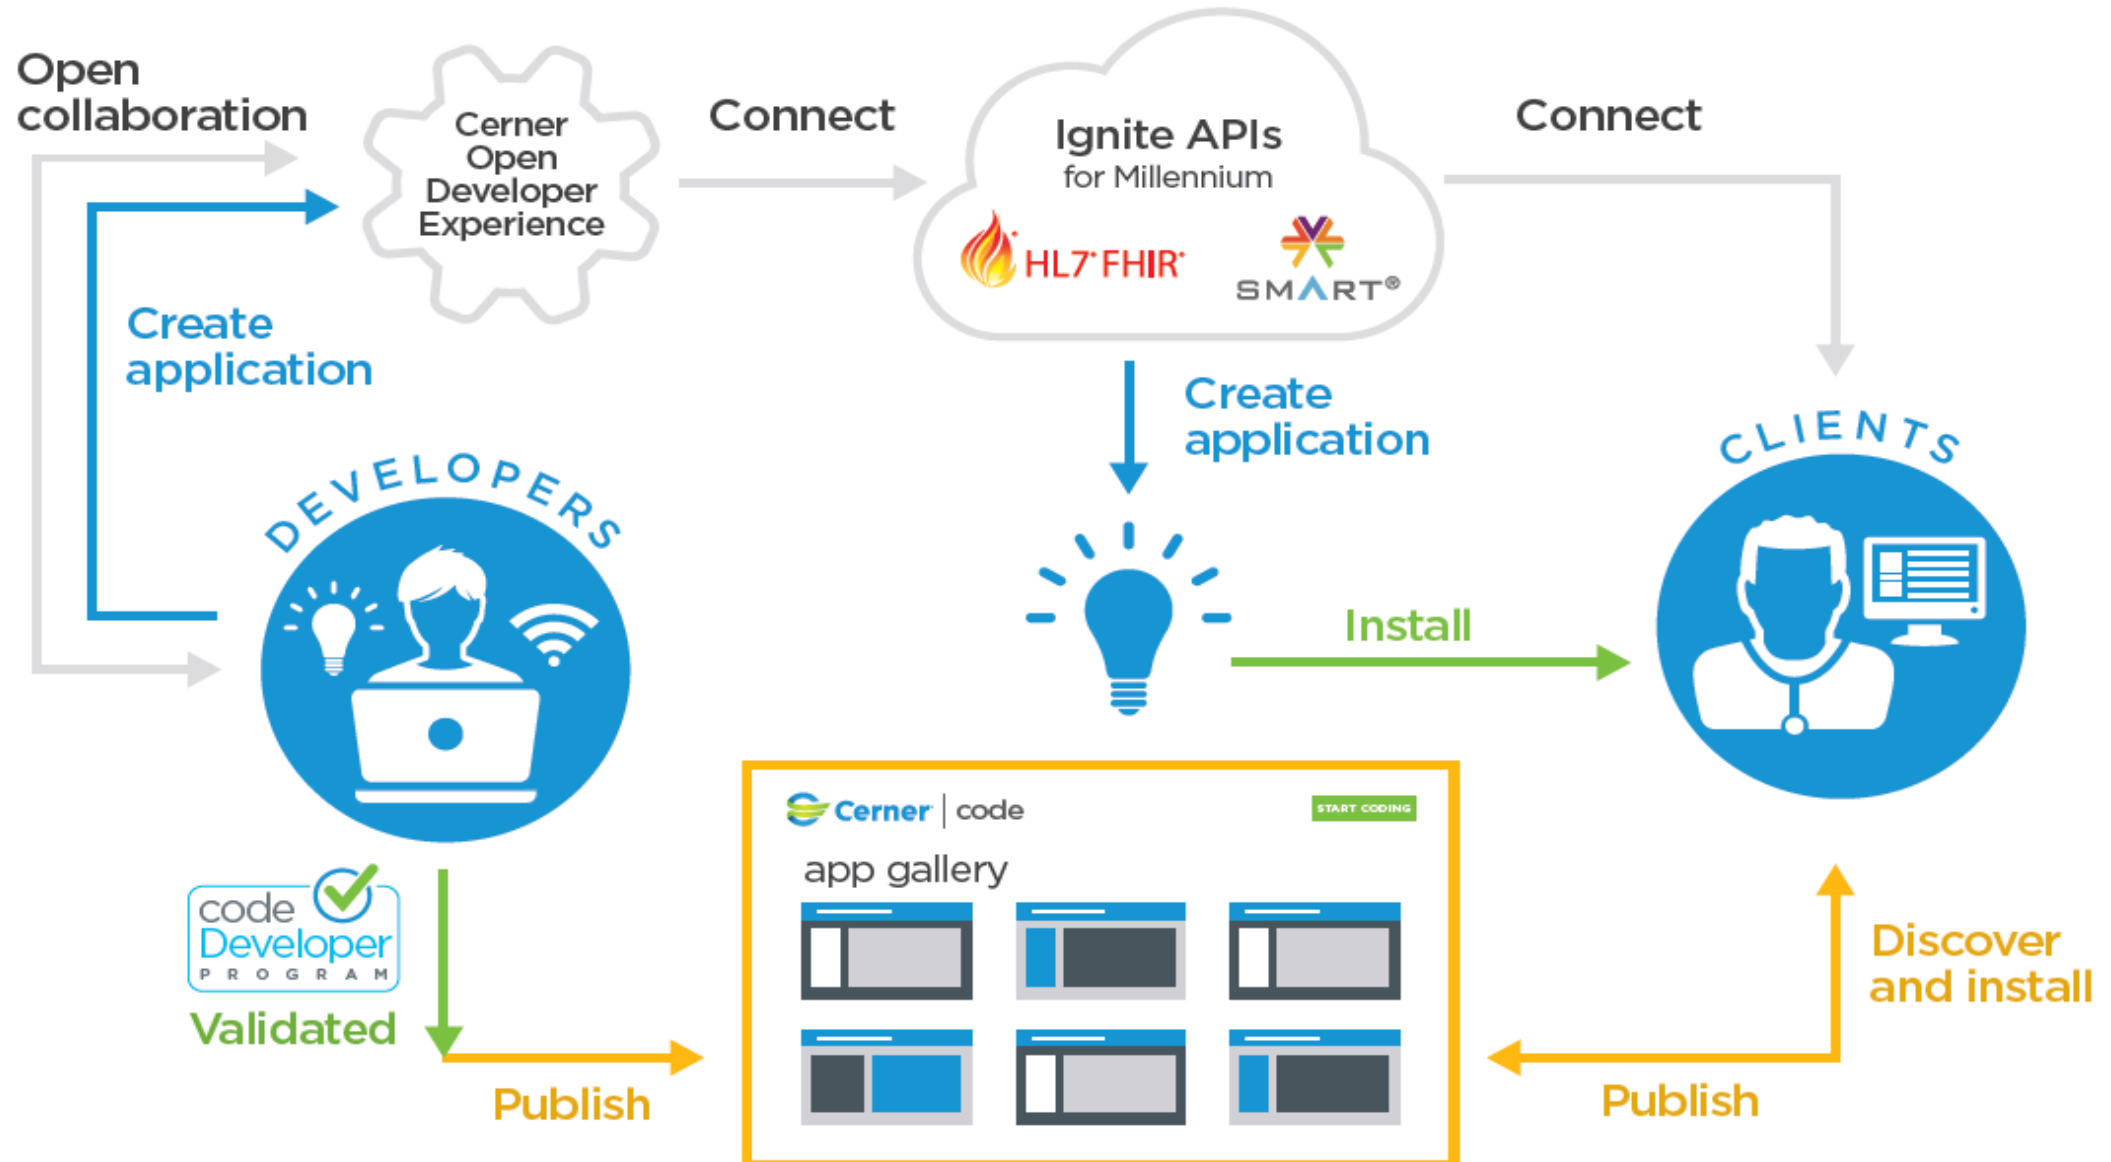 Open
collaboration
Cerner
Open
Developer
Experience
Connect
Ignite APIs
for Millennium
HL7® FHIR®
SMART®
Connect
Create
application
Create
application
DEVELOPERS
CLIENTS
Install
Cerner | code
START CODING
app gallery
code
Developer
PROGRAM
Validated
Publish
Discover
and install
Publish